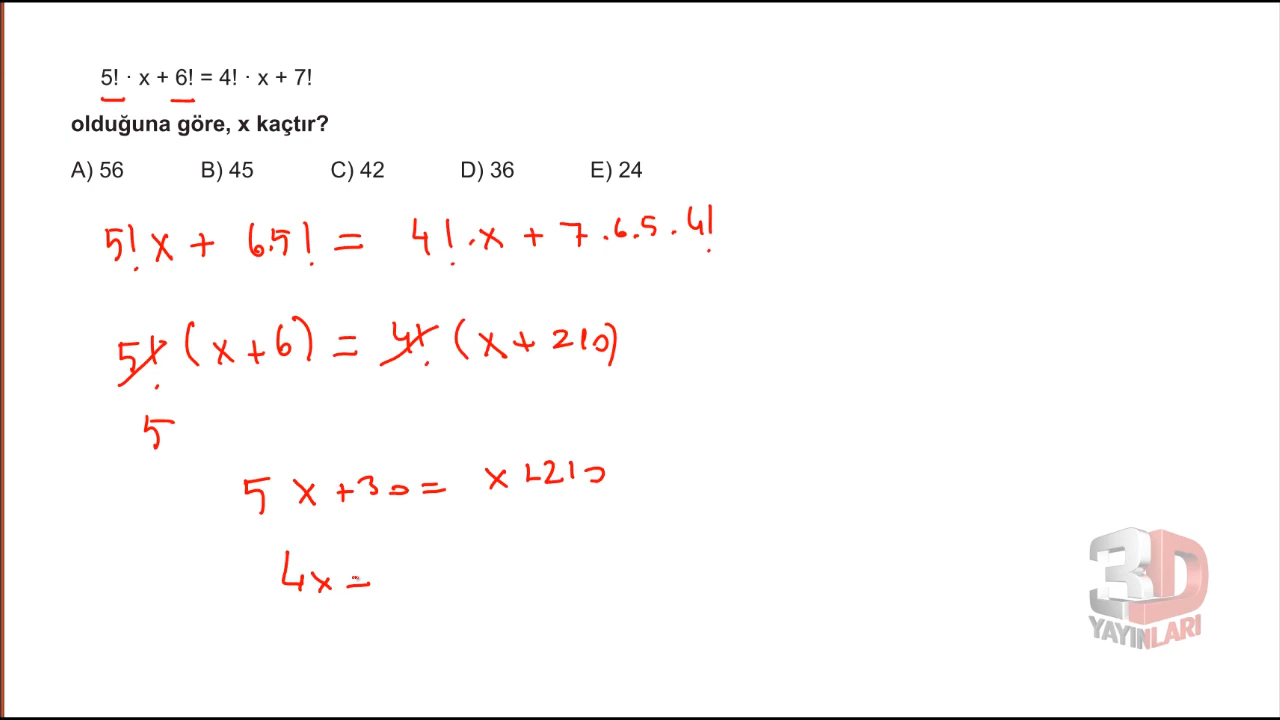 5! · x + 6! = 4! · x + 7!
olduğuna göre, x kaçtır?
A) 56 B) 45 C) 42 D) 36 E) 24
5! x + 6.5! = 4! . x + 7 . 6 . 5 . 4!
5! (x + 6) = 4! (x + 210)
5
5 x + 30 = x + 210
4x =
3D
YAYINLARI